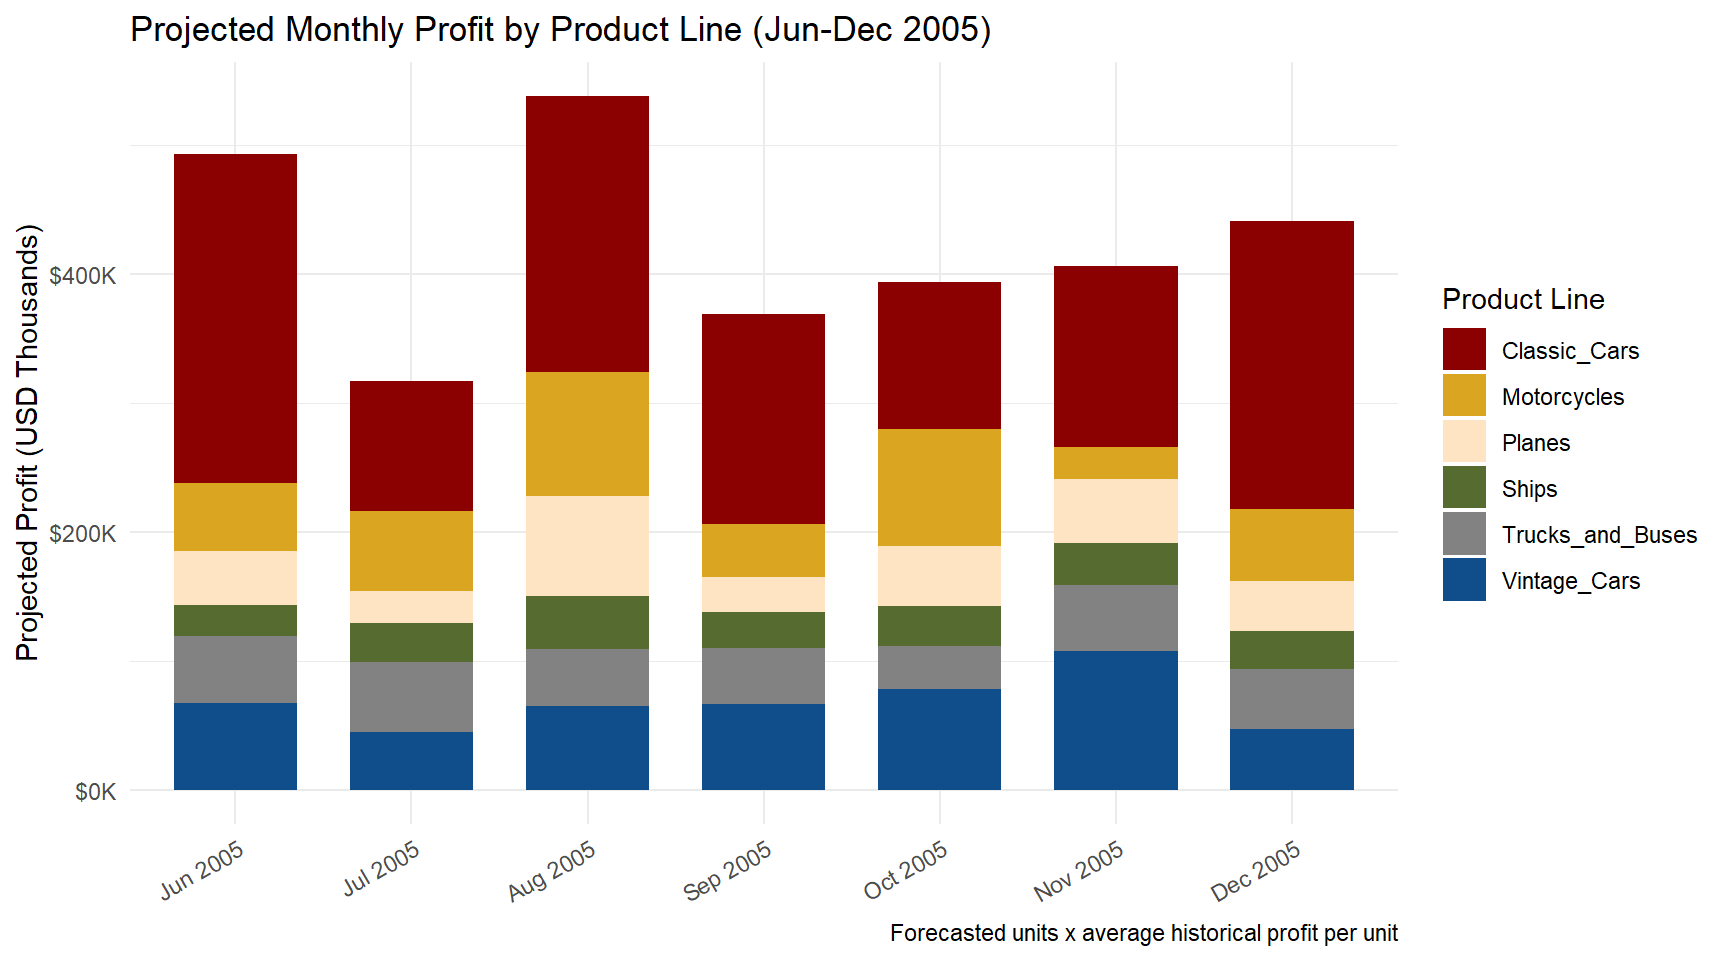 Projected Monthly Profit by Product Line (Jun-Dec 2005)
Projected Profit (USD Thousands)
$400K
$200K
$0K
Jun 2005
Jul 2005
Aug 2005
Sep 2005
Oct 2005
Nov 2005
Dec 2005
Product Line
Classic_Cars
Motorcycles
Planes
Ships
Trucks_and_Buses
Vintage_Cars
Forecasted units x average historical profit per unit